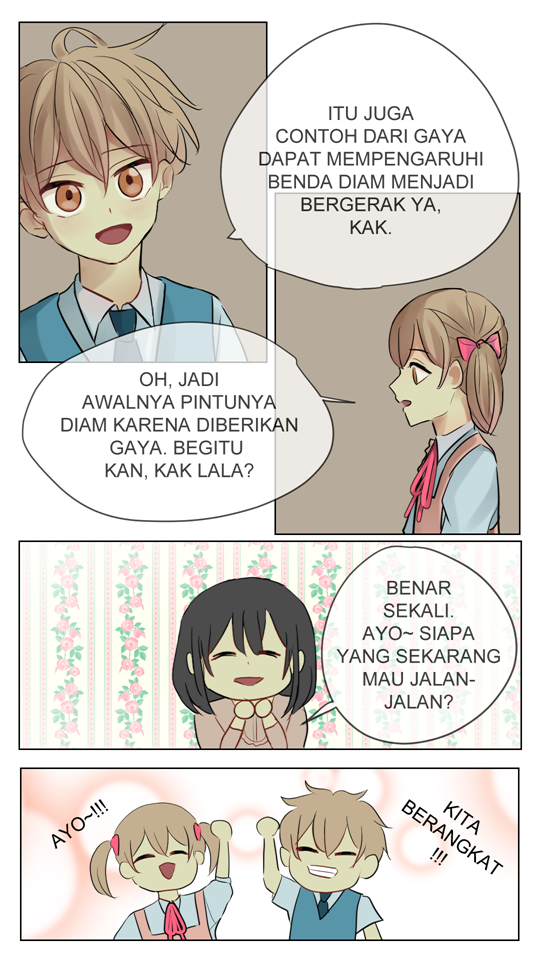 ITU JUGA
CONTOH DARI GAYA
DAPAT MEMPENGARUHI
BENDA DIAM MENJADI
BERGERAK YA,
KAK.
OH, JADI
AWALNYA PINTUNYA
DIAM KARENA DIBERIKAN
GAYA. BEGITU
KAN, KAK LALA?
BENAR
SEKALI.
AYO~ SIAPA
YANG SEKARANG
MAU JALAN-
JALAN?
AYO~!!!
KITA
BERANGKAT
!!!